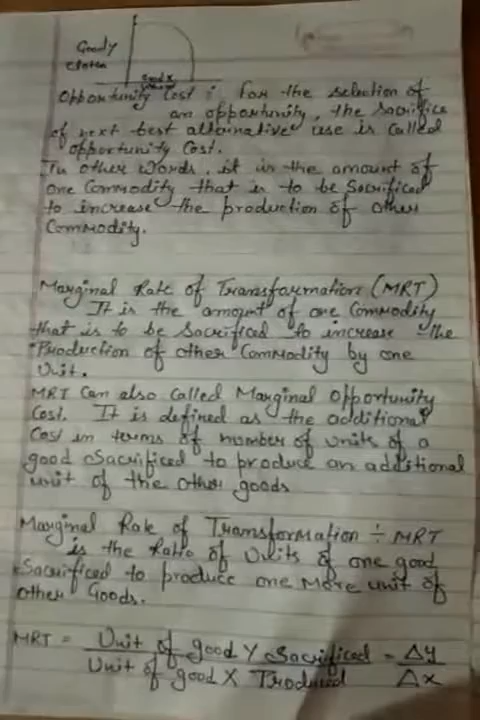 Good y
Cloten
Good x
Opportunity Cost : for the selection of
an opportunity, the sacrifice
of next best alternative use is called
opportunity Cost.
In other words, it is the amount of
one Commodity that is to be Sacrificed
to increase the production of other
Commodity.
Marginal Rate of Transformation (MRT)
It is the amount of one Commodity
that is to be sacrificed to increase the
Production of other Commodity by one
Unit.
MRT Can also called Marginal Opportunity
Cost. It is defined as the additional
Cost in terms of number of units of a
good sacrificed to produce an additional
unit of the other goods
Marginal Rate of Transformation ÷ MRT
is the Ratio of Units of one good
Sacrificed to produce one More unit of
other Goods.
MRT = Unit of good Y Sacrificed = Δy
Unit of good X Produced Δx